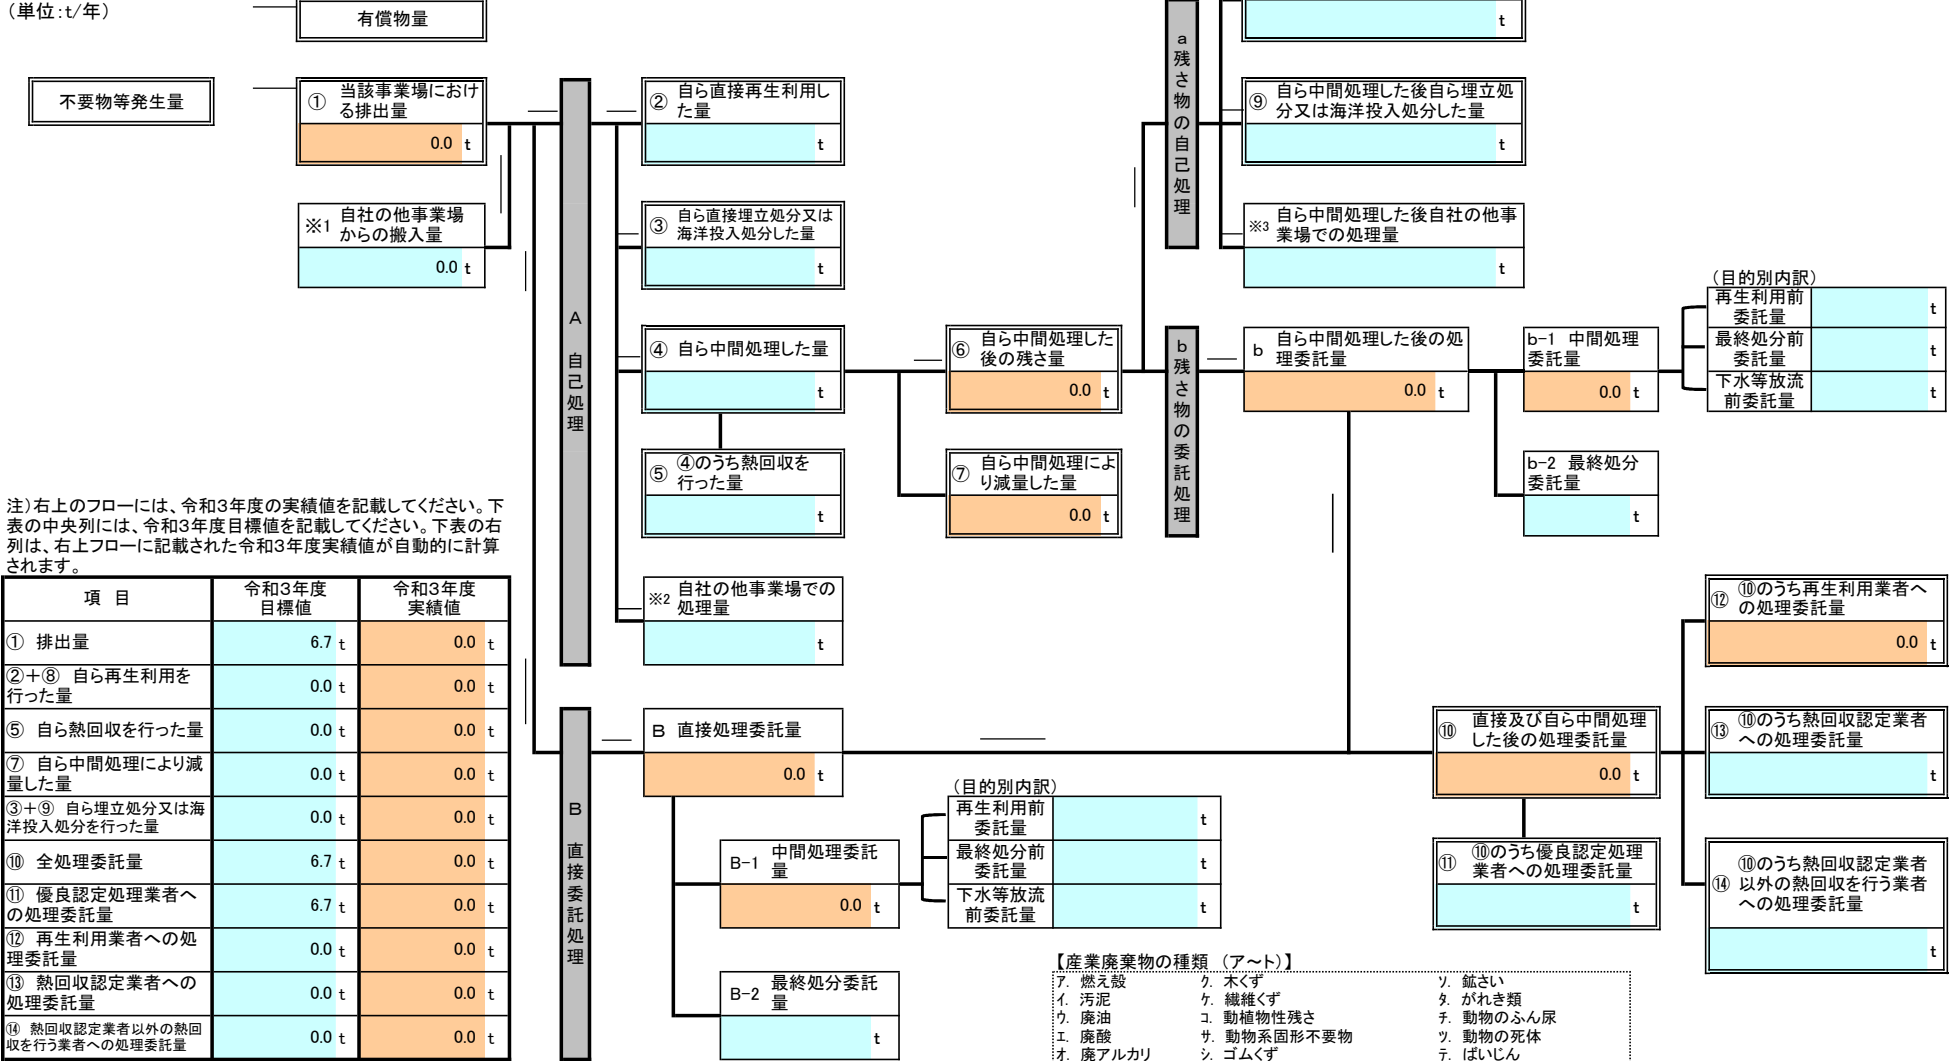 （単位：t/年）
有償物量
t
不要物等発生量
① 当該事業場におけ
る排出量
0.0 t
※1 自社の他事業場
からの搬入量
0.0 t
A 自己処理
② 自ら直接再生利用し
た量
t
③ 自ら直接埋立処分又は
海洋投入処分した量
t
④ 自ら中間処理した量
t
⑤ ④のうち熱回収を
行った量
t
※2 自社の他事業場での
処理量
t
⑥ 自ら中間処理した
後の残さ量
0.0 t
⑦ 自ら中間処理によ
り減量した量
0.0 t
a残さ物の自己処理
⑨ 自ら中間処理した後自ら埋立処
分又は海洋投入処分した量
t
※3 自ら中間処理した後自社の他事
業場での処理量
t
b残さ物の委託処理
b 自ら中間処理した後の処
理委託量
0.0 t
b-1 中間処理
委託量
0.0 t
b-2 最終処分
委託量
t
（目的別内訳）
再生利用前
委託量 t
最終処分前
委託量 t
下水等放流
前委託量 t
注）右上のフローには、令和3年度の実績値を記載してください。下
表の中央列には、令和3年度目標値を記載してください。下表の右
列は、右上フローに記載された令和3年度実績値が自動的に計算
されます。
項 目 令和3年度
目標値 令和3年度
実績値
① 排出量 6.7 t 0.0 t
②＋⑧ 自ら再生利用を
行った量 0.0 t 0.0 t
⑤ 自ら熱回収を行った量 0.0 t 0.0 t
⑦ 自ら中間処理により減
量した量 0.0 t 0.0 t
③＋⑨ 自ら埋立処分又は海
洋投入処分を行った量 0.0 t 0.0 t
⑩ 全処理委託量 6.7 t 0.0 t
⑪ 優良認定処理業者へ
の処理委託量 6.7 t 0.0 t
⑫ 再生利用業者への処
理委託量 0.0 t 0.0 t
⑬ 熱回収認定業者への
処理委託量 0.0 t 0.0 t
⑭ 熱回収認定業者以外の熱回
収を行う業者への処理委託量 0.0 t 0.0 t
B 直接委託処理
B 直接処理委託量
0.0 t
B-1 中間処理委託
量
0.0 t
B-2 最終処分委託
量
t
（目的別内訳）
再生利用前
委託量 t
最終処分前
委託量 t
下水等放流
前委託量 t
⑩ 直接及び自ら中間処理
した後の処理委託量
0.0 t
⑪ ⑩のうち優良認定処理
業者への処理委託量
t
⑫ ⑩のうち再生利用業者へ
の処理委託量
0.0 t
⑬ ⑩のうち熱回収認定業者
への処理委託量
t
⑭ ⑩のうち熱回収認定業者
以外の熱回収を行う業者
への処理委託量
t
【産業廃棄物の種類 （ア～ト）】
ア. 燃え殻 ク. 木くず ソ. 鉱さい
イ. 汚泥 ケ. 繊維くず タ. がれき類
ウ. 廃油 コ. 動植物性残さ チ. 動物のふん尿
エ. 廃酸 サ. 動物系固形不要物 ツ. 動物の死体
オ. 廃アルカリ シ. ゴムくず テ. ばいじん